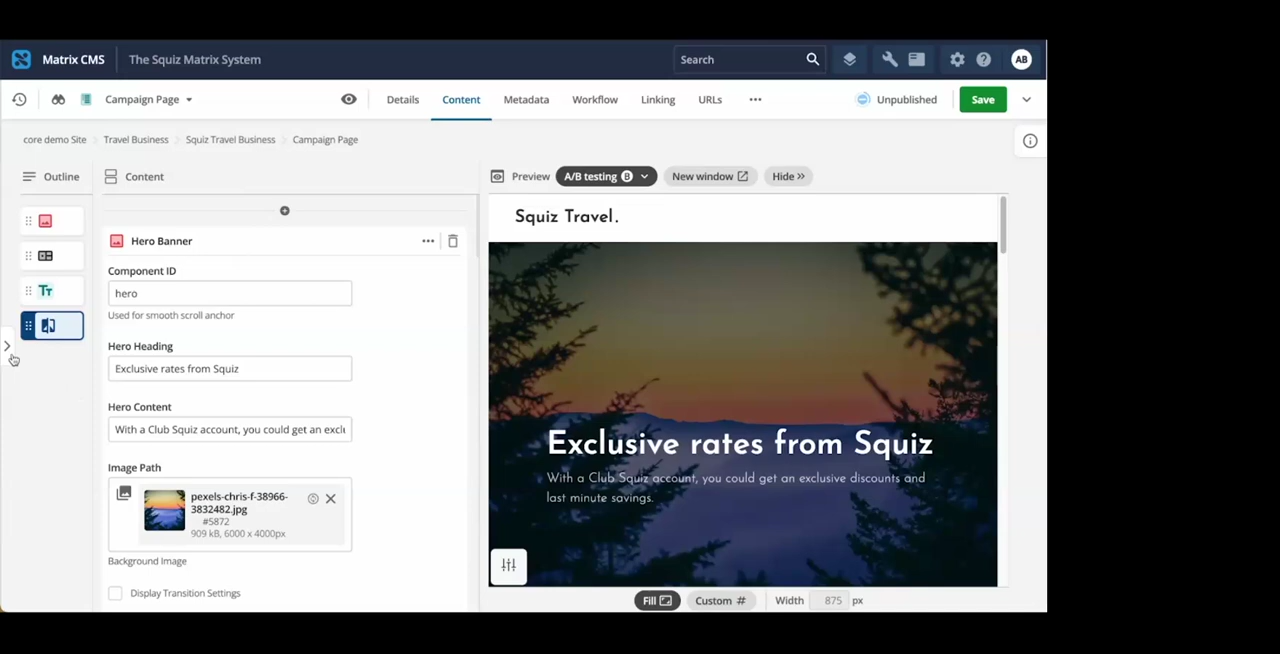 Matrix CMS
The Squiz Matrix System
Search
AB
Campaign Page
Details
Content
Metadata
Workflow
Linking
URLs
Unpublished
Save
core demo Site
Travel Business
Squiz Travel Business
Campaign Page
Outline
Content
Preview
A/B testing B
New window
Hide
Hero Banner
Component ID
hero
Used for smooth scroll anchor
Hero Heading
Exclusive rates from Squiz
Hero Content
With a Club Squiz account, you could get an exclu
Image Path
pexels-chris-f-38966-
3832482.jpg
#5872
909 kB, 6000 x 4000px
Background Image
Display Transition Settings
Squiz Travel.
Exclusive rates from Squiz
With a Club Squiz account, you could get an exclusive discounts and
last minute savings.
Fill
Custom #
Width 875 px